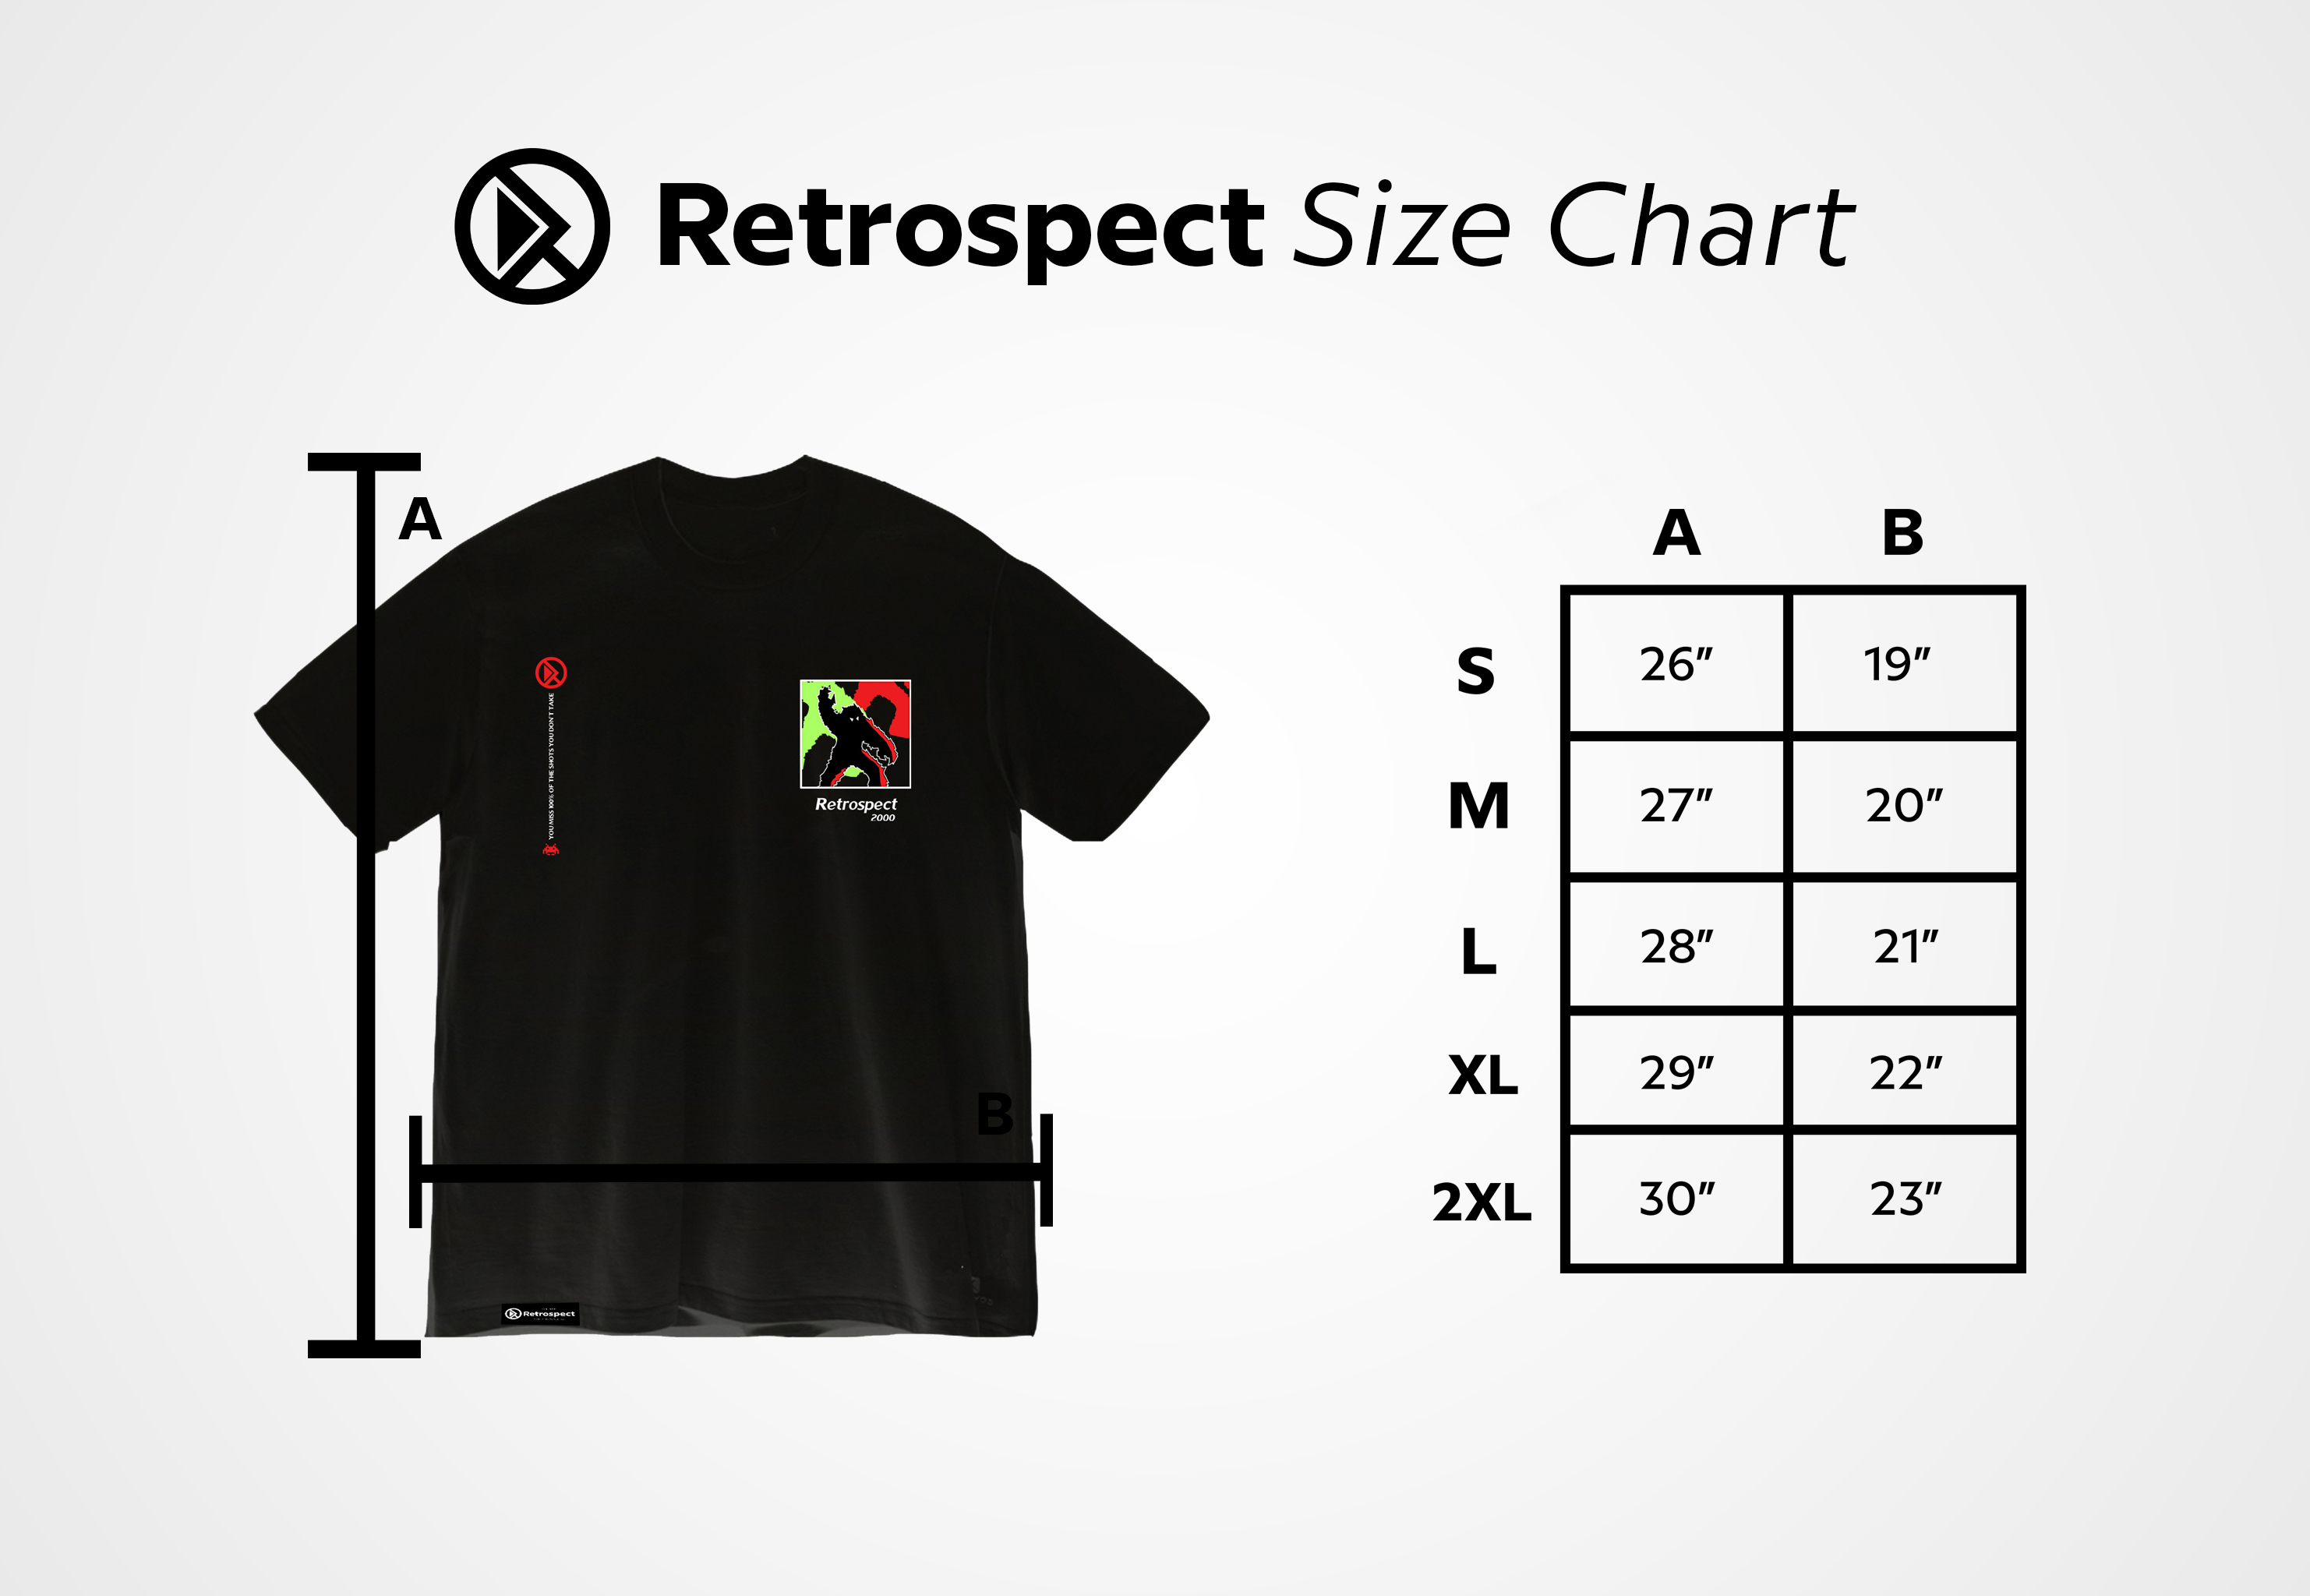 Retrospect Size Chart
A
YOU MISS 100% OF THE SHOTS YOU DON'T TAKE
Retrospect
2000
B
Retrospect
A B
S 26" 19"
M 27" 20"
L 28" 21"
XL 29" 22"
2XL 30" 23"